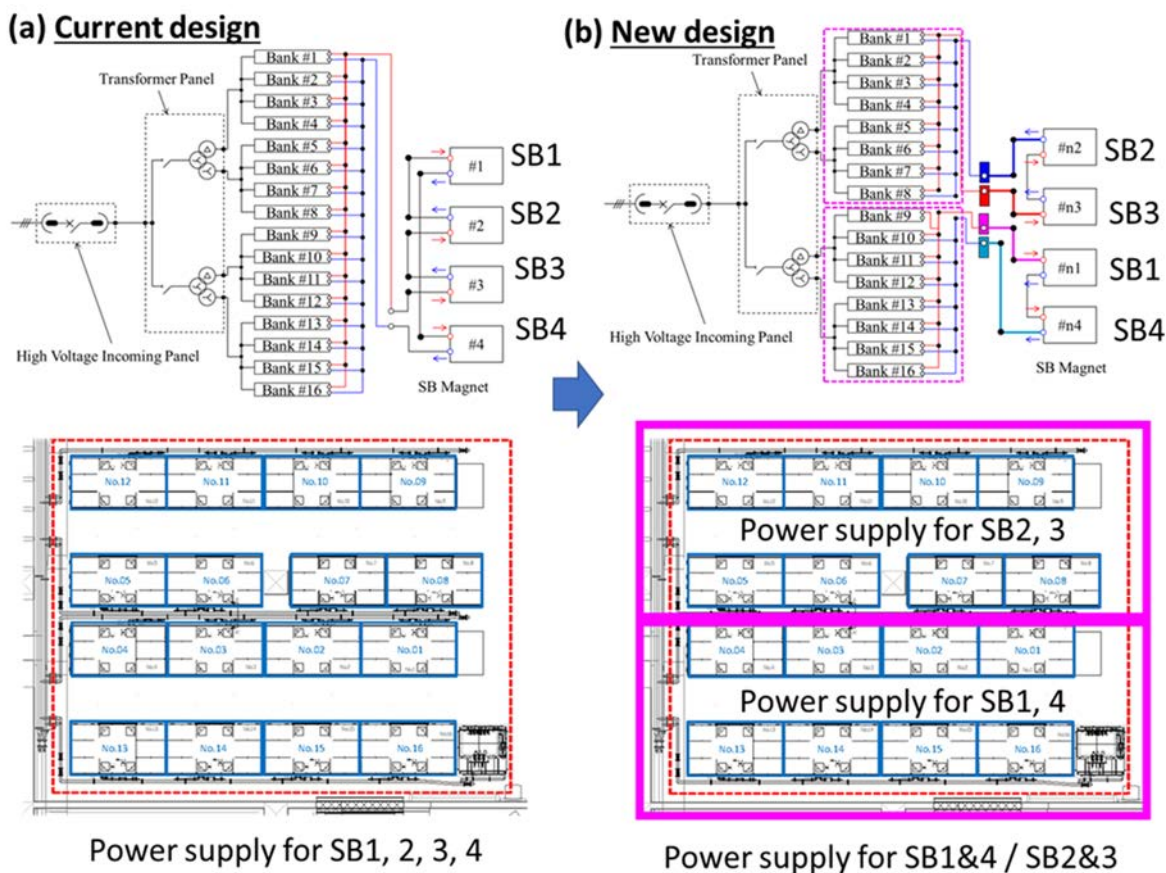 (a) Current design
Transformer Panel
Bank #1
Bank #2
Bank #3
Bank #4
Bank #5
Bank #6
Bank #7
Bank #8
Bank #9
Bank #10
Bank #11
Bank #12
Bank #13
Bank #14
Bank #15
Bank #16
High Voltage Incoming Panel
#1 SB1
#2 SB2
#3 SB3
#4 SB4
SB Magnet
(b) New design
Transformer Panel
Bank #1
Bank #2
Bank #3
Bank #4
Bank #5
Bank #6
Bank #7
Bank #8
Bank #9
Bank #10
Bank #11
Bank #12
Bank #13
Bank #14
Bank #15
Bank #16
High Voltage Incoming Panel
#n2 SB2
#n3 SB3
#n1 SB1
#n4 SB4
SB Magnet
No.12 No.11 No.10 No.09
No.05 No.06 No.07 No.08
No.04 No.03 No.02 No.01
No.13 No.14 No.15 No.16
Power supply for SB1, 2, 3, 4
No.12 No.11 No.10 No.09
Power supply for SB2, 3
No.05 No.06 No.07 No.08
No.04 No.03 No.02 No.01
Power supply for SB1, 4
No.13 No.14 No.15 No.16
Power supply for SB1&4 / SB2&3